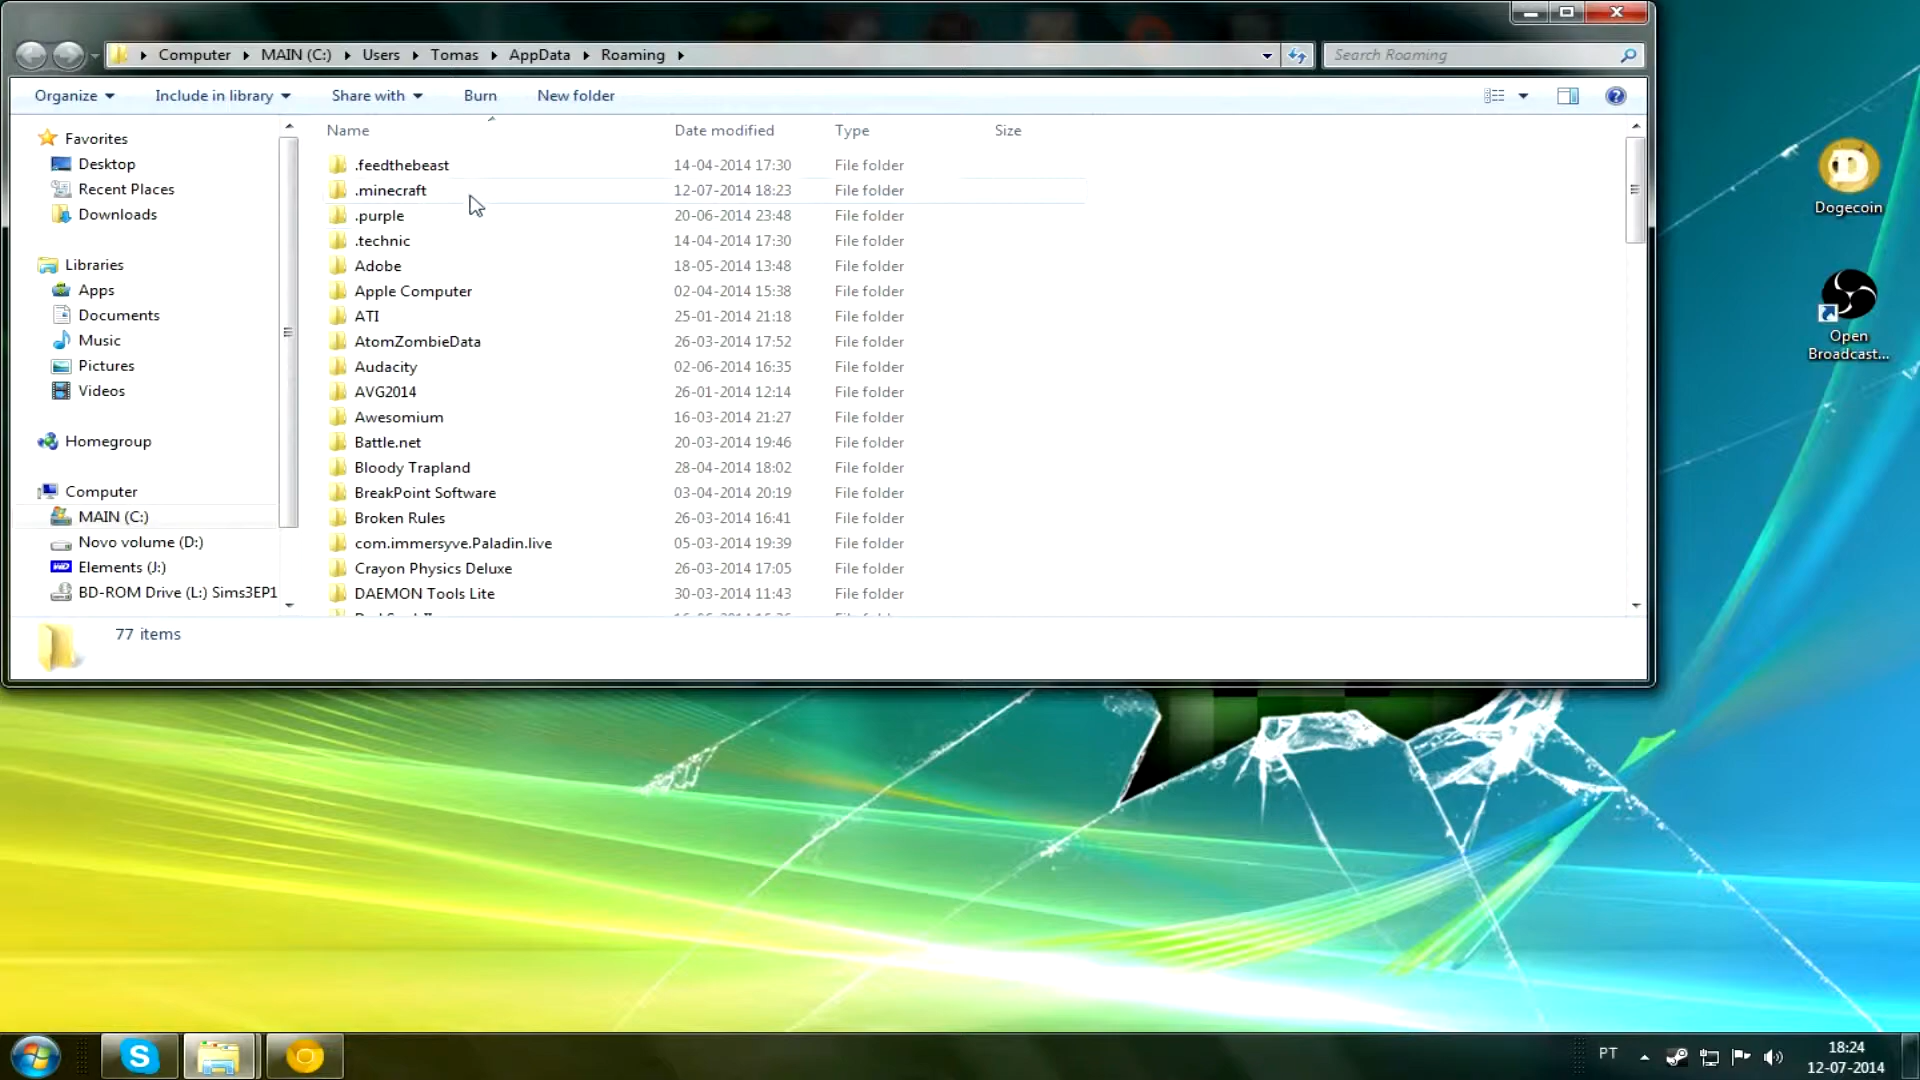 Computer MAIN (C:) Users Tomas AppData Roaming
Search Roaming
Organize Include in library Share with Burn New folder
Name Date modified Type Size
Favorites
Desktop
Recent Places
Downloads
Libraries
Apps
Documents
Music
Pictures
Videos
Homegroup
Computer
MAIN (C:)
Novo volume (D:)
Elements (J:)
BD-ROM Drive (L:) Sims3EP1
.feedthebeast 14-04-2014 17:30 File folder
.minecraft 12-07-2014 18:23 File folder
.purple 20-06-2014 23:48 File folder
.technic 14-04-2014 17:30 File folder
Adobe 18-05-2014 13:48 File folder
Apple Computer 02-04-2014 15:38 File folder
ATI 25-01-2014 21:18 File folder
AtomZombieData 26-03-2014 17:52 File folder
Audacity 02-06-2014 16:35 File folder
AVG2014 26-01-2014 12:14 File folder
Awesomium 16-03-2014 21:27 File folder
Battle.net 20-03-2014 19:46 File folder
Bloody Trapland 28-04-2014 18:02 File folder
BreakPoint Software 03-04-2014 20:19 File folder
Broken Rules 26-03-2014 16:41 File folder
com.immersyve.Paladin.live 05-03-2014 19:39 File folder
Crayon Physics Deluxe 26-03-2014 17:05 File folder
DAEMON Tools Lite 30-03-2014 11:43 File folder
77 items
Dogecoin
Open
Broadcast...
PT
18:24
12-07-2014